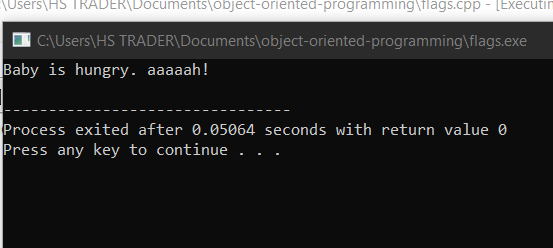 :\Users\HS TRADER\Documents\object-oriented-programming\flags.cpp - [Executin
C:\Users\HS TRADER\Documents\object-oriented-programming\flags.exe
Baby is hungry. aaaaah!
--------------------------------
Process exited after 0.05064 seconds with return value 0
Press any key to continue . . .